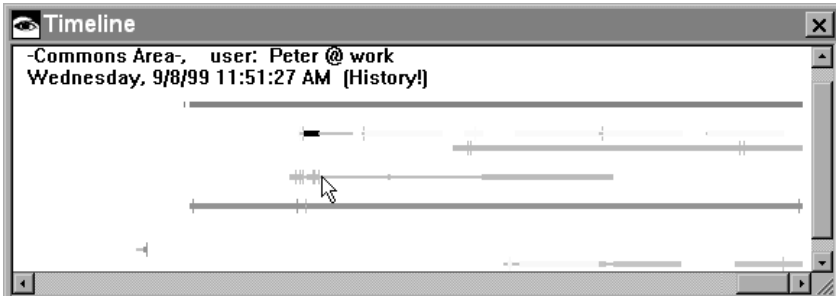 Timeline
-Commons Area-, user: Peter @ work
Wednesday, 9/8/99 11:51:27 AM (History!)